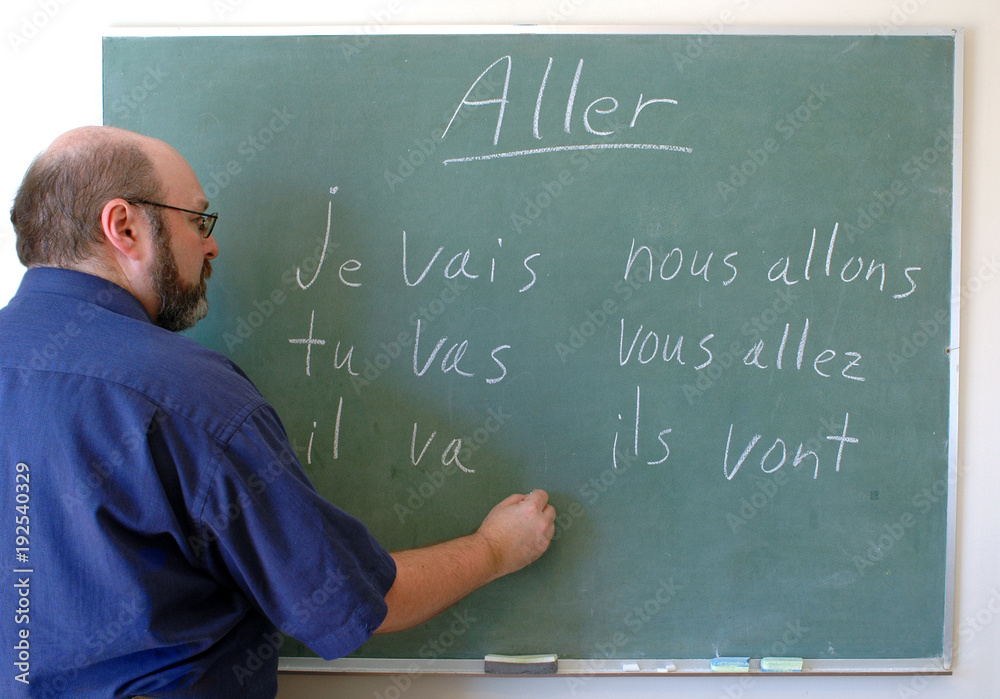 Aller
je vais nous allons
tu vas vous allez
il va ils vont
Adobe Stock | #192540329